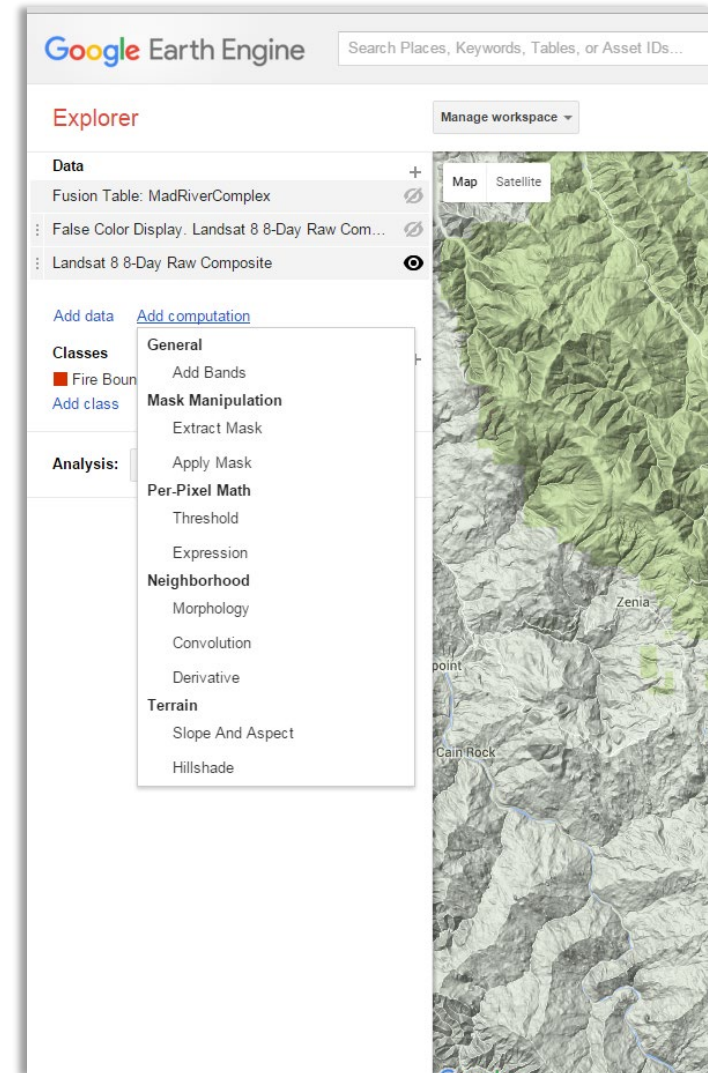 Google Earth Engine
Search Places, Keywords, Tables, or Asset IDs...
Explorer
Manage workspace
Data
+
Fusion Table: MadRiverComplex
False Color Display. Landsat 8 8-Day Raw Com...
Landsat 8 8-Day Raw Composite
Add data Add computation
General
Add Bands
Mask Manipulation
Extract Mask
Apply Mask
Per-Pixel Math
Threshold
Expression
Neighborhood
Morphology
Convolution
Derivative
Terrain
Slope And Aspect
Hillshade
Classes
Fire Boun
Add class
Analysis:
Map Satellite
Zenia
point
Cain Rock